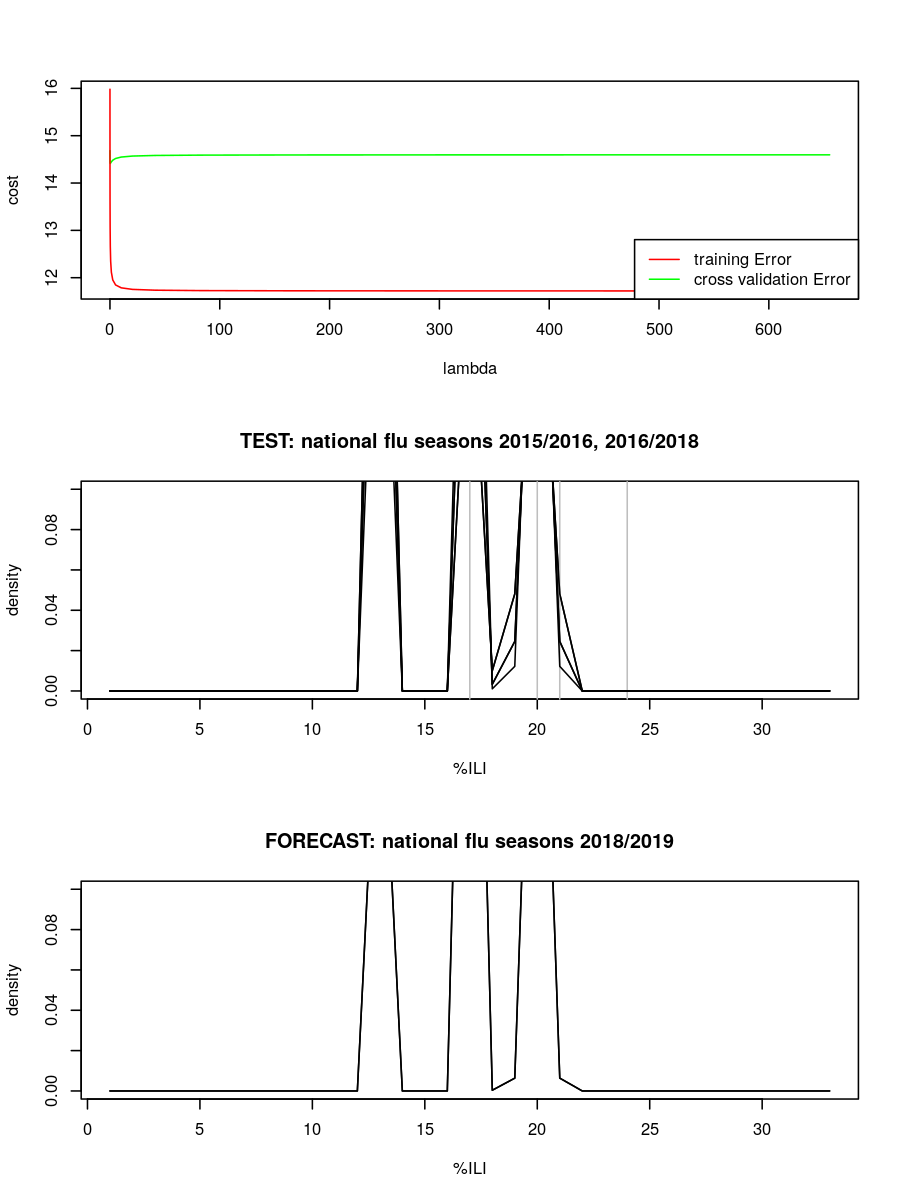 16
15
14
13
12
cost
training Error
cross validation Error
0 100 200 300 400 500 600
lambda
TEST: national flu seasons 2015/2016, 2016/2018
0.08
0.04
0.00
density
0 5 10 15 20 25 30
%ILI
FORECAST: national flu seasons 2018/2019
0.08
0.04
0.00
density
0 5 10 15 20 25 30
%ILI